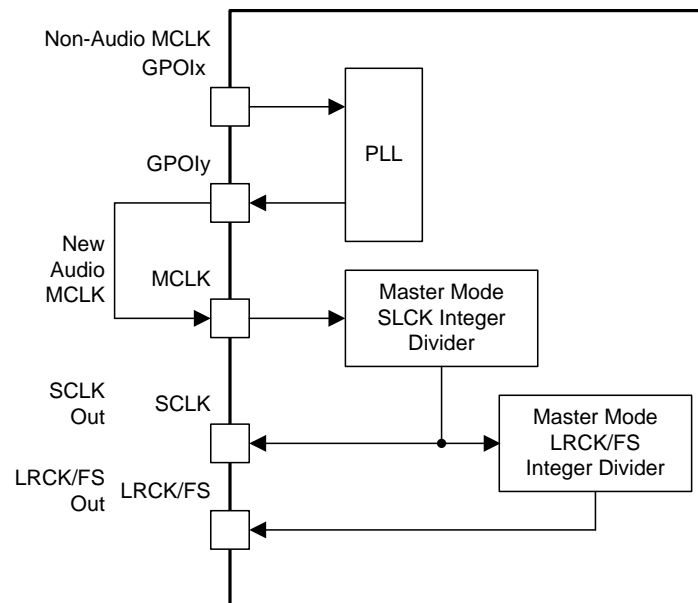 Non-Audio MCLK
GPOIx
PLL
GPOIy
New
Audio
MCLK
MCLK
Master Mode
SLCK Integer
Divider
SCLK
Out
SCLK
Master Mode
LRCK/FS
Integer Divider
LRCK/FS
Out
LRCK/FS